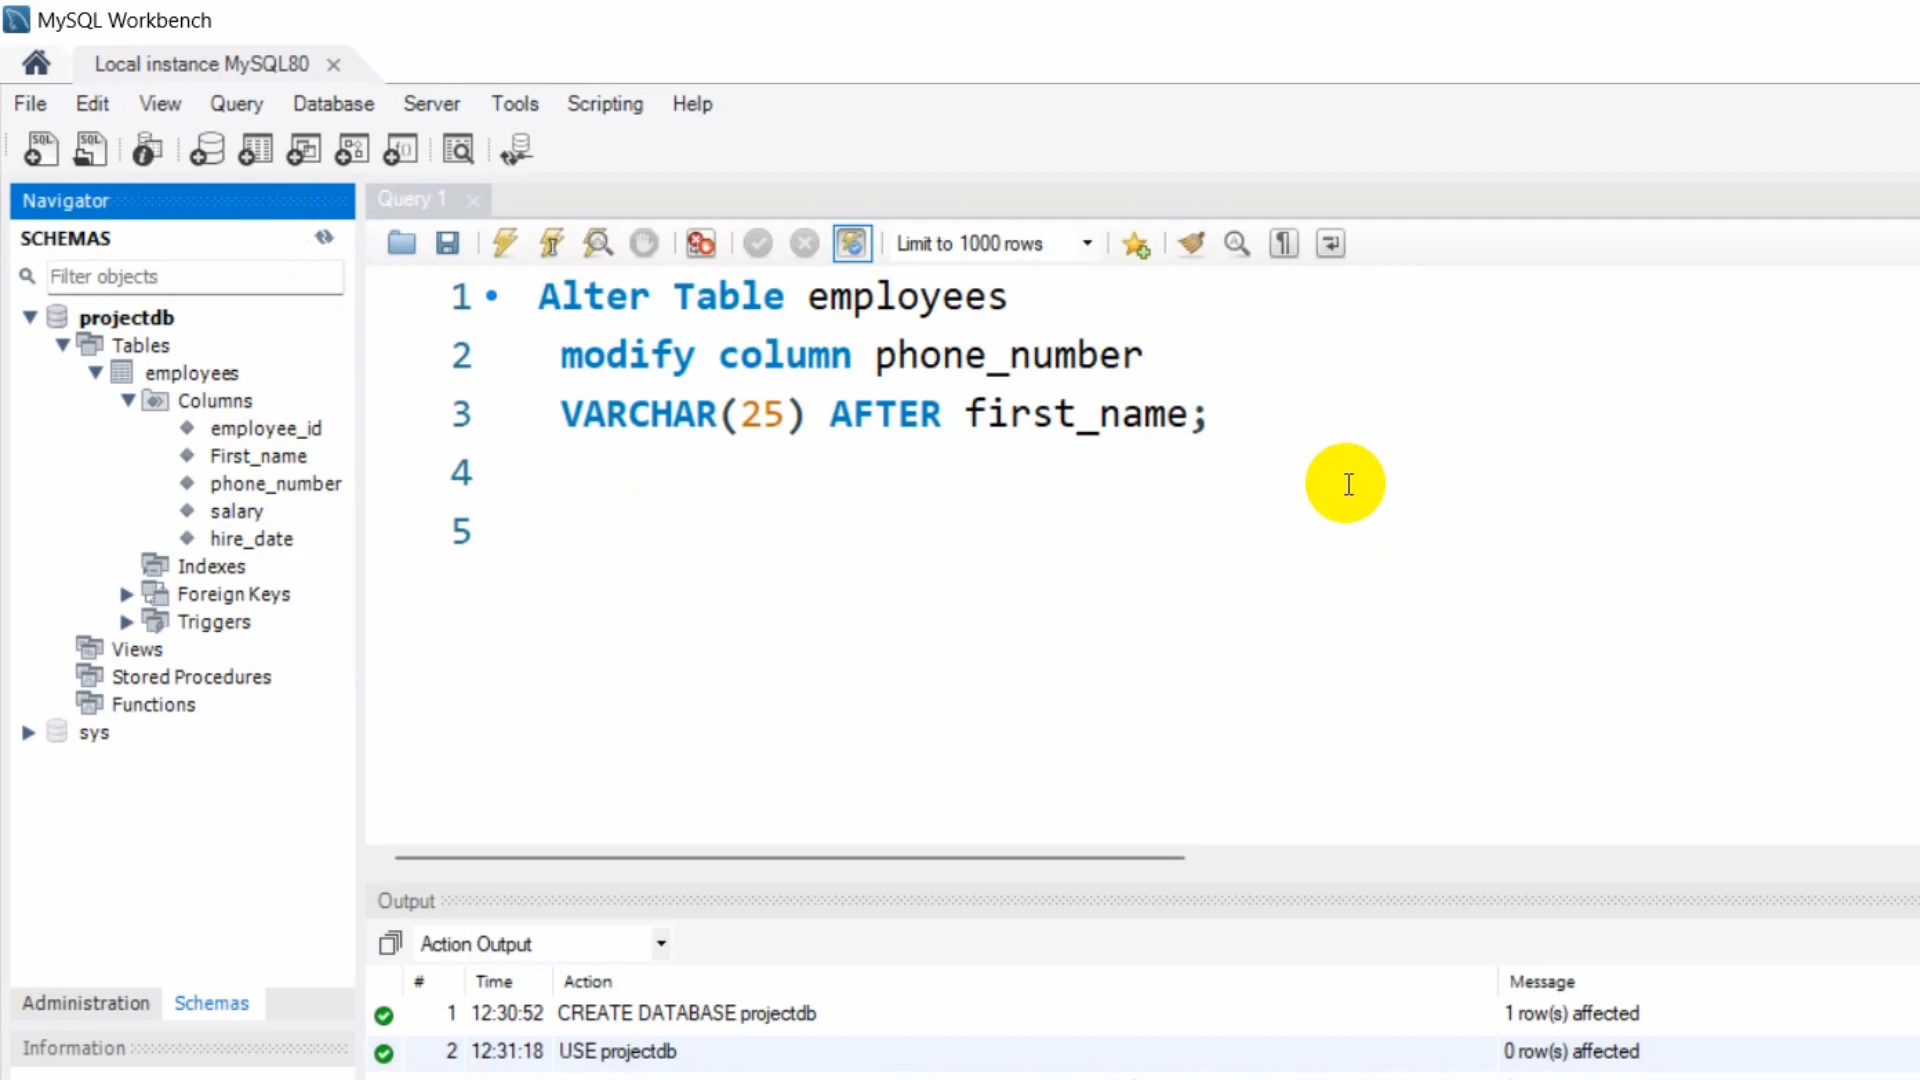 MySQL Workbench
Local instance MySQL80
File Edit View Query Database Server Tools Scripting Help
SQL SQL
Navigator
SCHEMAS
Filter objects
projectdb
Tables
employees
Columns
employee_id
First_name
phone_number
salary
hire_date
Indexes
Foreign Keys
Triggers
Views
Stored Procedures
Functions
sys
Administration Schemas
Information
Query 1
Limit to 1000 rows
1 Alter Table employees
2 modify column phone_number
3 VARCHAR(25) AFTER first_name;
4
5
Output
Action Output
# Time Action Message
1 12:30:52 CREATE DATABASE projectdb 1 row(s) affected
2 12:31:18 USE projectdb 0 row(s) affected